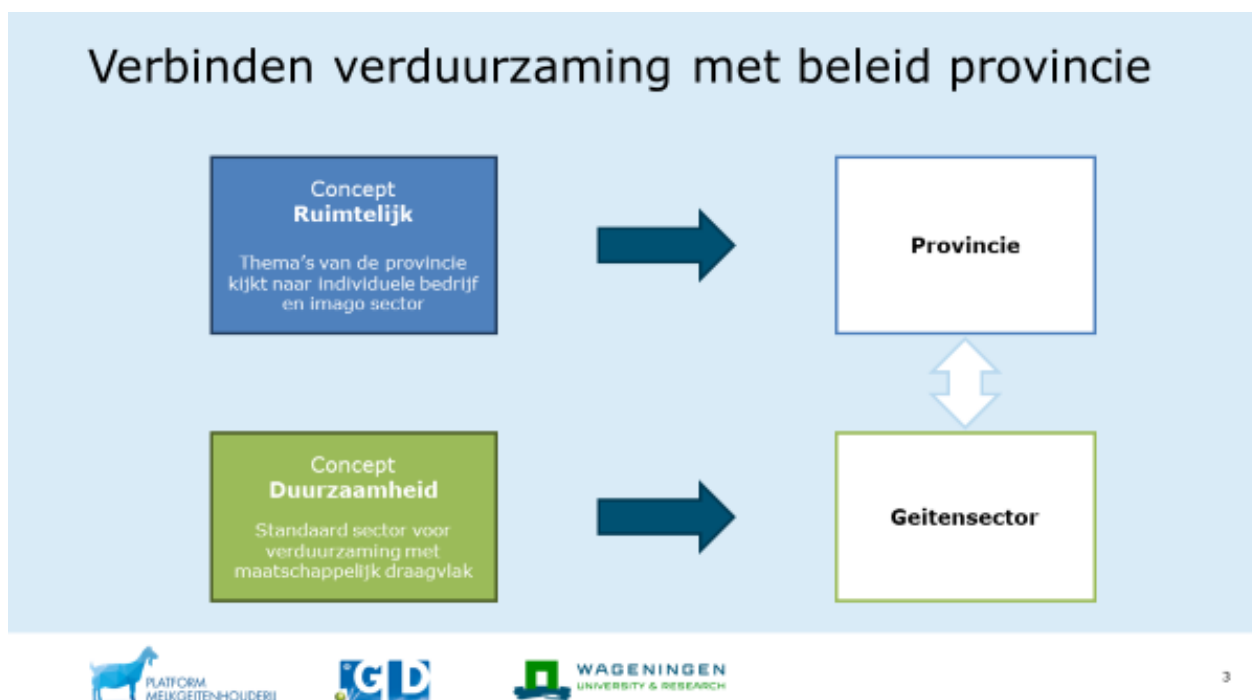 Verbinden verduurzaming met beleid provincie
Concept
Ruimtelijk
Thema's van de provincie
kijkt naar individuele bedrijf
en imago sector
Provincie
Concept
Duurzaamheid
Standaard sector voor
verduurzaming met
maatschappelijk draagvlak
Geitensector
PLATFORM
MELKGEITENHOUDERIJ
GD
WAGENINGEN
UNIVERSITY & RESEARCH
3